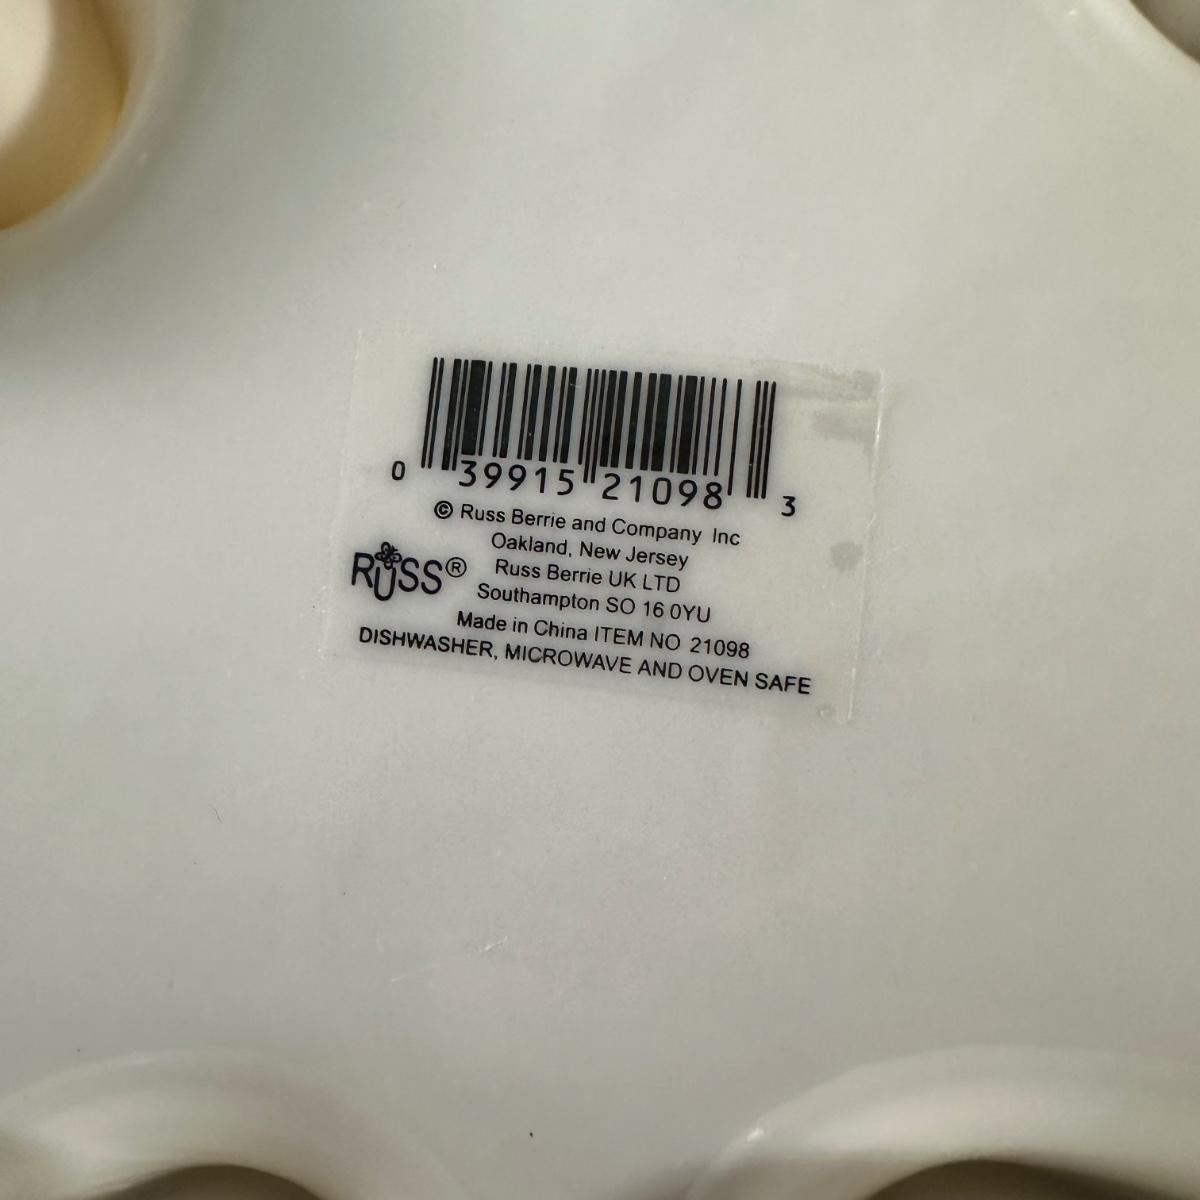 0 39915 21098 3
© Russ Berrie and Company Inc
Oakland, New Jersey
RUSS® Russ Berrie UK LTD
Southampton SO 16 0YU
Made in China ITEM NO 21098
DISHWASHER, MICROWAVE AND OVEN SAFE